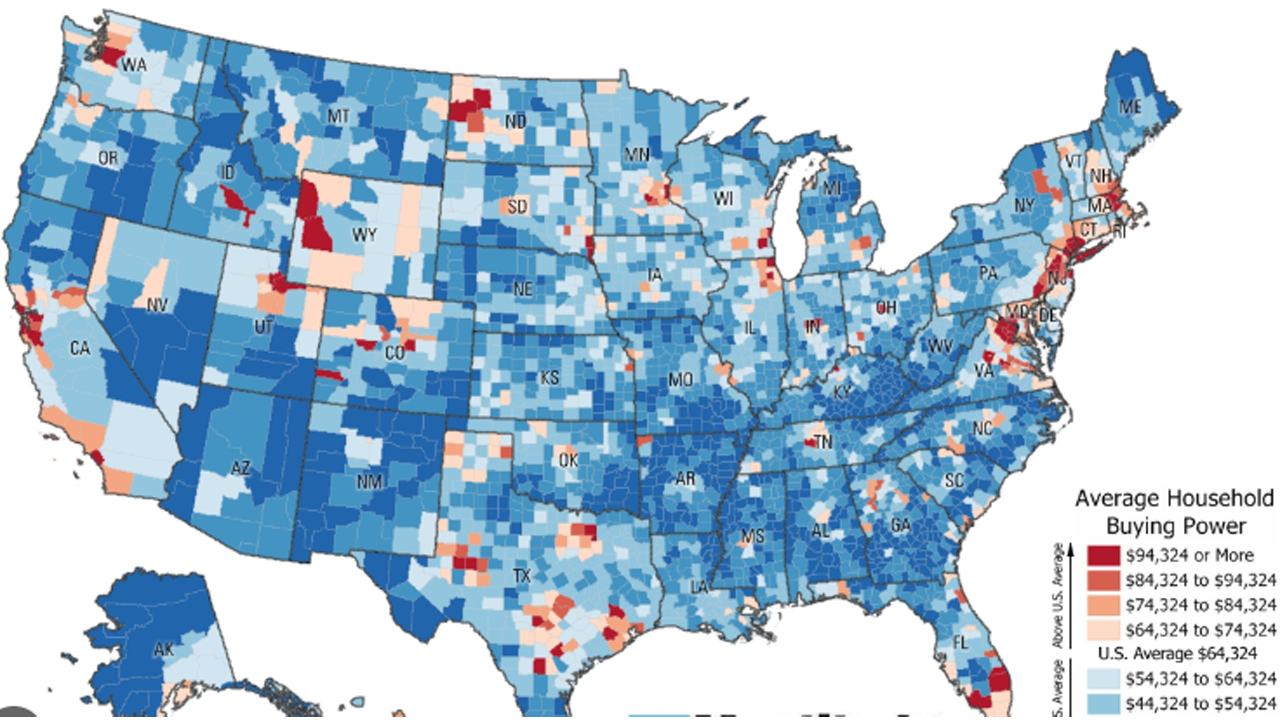 WA
MT
ND
MN
ME
OR
ID
SD
WI
MI
VT
NH
NY
MA
CT
RI
WY
NE
IA
PA
NJ
NV
UT
CO
IL
IN
OH
MD
DE
WV
VA
CA
KS
MO
KY
NC
TN
AZ
NM
OK
AR
SC
MS
AL
GA
TX
LA
AK
FL
Average Household
Buying Power
Above U.S. Average
$94,324 or More
$84,324 to $94,324
$74,324 to $84,324
$64,324 to $74,324
U.S. Average $64,324
S. Average
$54,324 to $64,324
$44,324 to $54,324